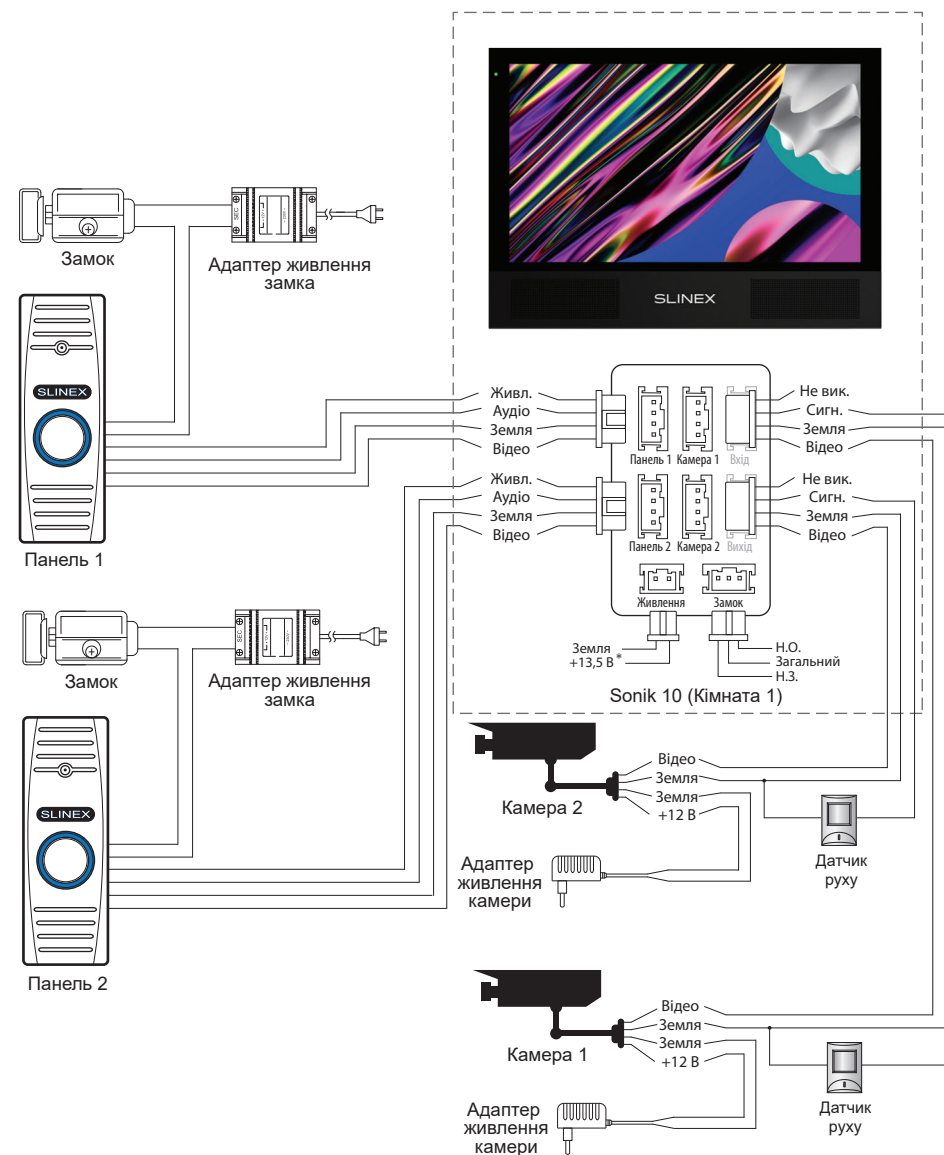 SLINEX
Замок
SEC
Адаптер живлення
замка
SLINEX
Панель 1
Живл.
Аудіо
Земля
Відео
Живл.
Аудіо
Земля
Відео
Панель 1
Камера 1
Вхід
Панель 2
Камера 2
Вихід
Живлення
Замок
Не вик.
Сигн.
Земля
Відео
Не вик.
Сигн.
Земля
Відео
Земля
+13,5 В *
Н.О.
Загальний
Н.З.
Sonik 10 (Кімната 1)
Замок
SEC
Адаптер живлення
замка
SLINEX
Панель 2
Камера 2
Відео
Земля
Земля
+12 В
Адаптер
живлення
камери
Датчик
руху
Камера 1
Відео
Земля
Земля
+12 В
Адаптер
живлення
камери
Датчик
руху